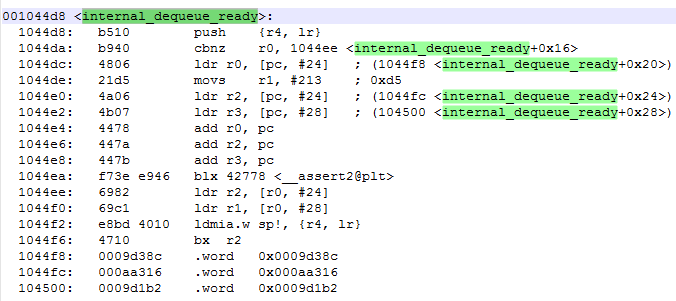 001044d8 <internal_dequeue_ready>:
1044d8: b510 push {r4, lr}
1044da: b940 cbnz r0, 1044ee <internal_dequeue_ready+0x16>
1044dc: 4806 ldr r0, [pc, #24] ; (1044f8 <internal_dequeue_ready+0x20>)
1044de: 21d5 movs r1, #213 ; 0xd5
1044e0: 4a06 ldr r2, [pc, #24] ; (1044fc <internal_dequeue_ready+0x24>)
1044e2: 4b07 ldr r3, [pc, #28] ; (104500 <internal_dequeue_ready+0x28>)
1044e4: 4478 add r0, pc
1044e6: 447a add r2, pc
1044e8: 447b add r3, pc
1044ea: f73e e946 blx 42778 <__assert2@plt>
1044ee: 6982 ldr r2, [r0, #24]
1044f0: 69c1 ldr r1, [r0, #28]
1044f2: e8bd 4010 ldmia.w sp!, {r4, lr}
1044f6: 4710 bx r2
1044f8: 0009d38c .word 0x0009d38c
1044fc: 000aa316 .word 0x000aa316
104500: 0009d1b2 .word 0x0009d1b2